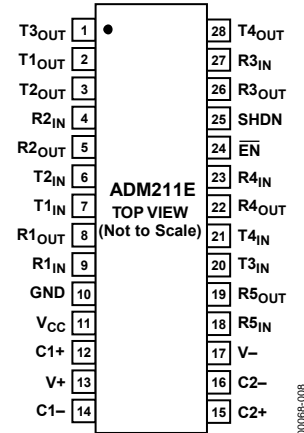 T3OUT 1 28 T4OUT
T1OUT 2 27 R3IN
T2OUT 3 26 R3OUT
R2IN 4 25 SHDN
R2OUT 5 24 EN
T2IN 6 23 R4IN
T1IN 7 22 R4OUT
R1OUT 8 21 T4IN
R1IN 9 20 T3IN
GND 10 19 R5OUT
VCC 11 18 R5IN
C1+ 12 17 V–
V+ 13 16 C2–
C1– 14 15 C2+
ADM211E
TOP VIEW
(Not to Scale)
00068-008